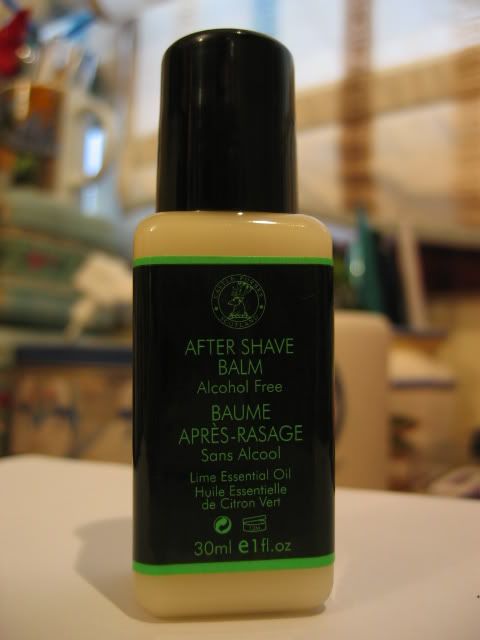 AFTER SHAVE
BALM
Alcohol Free
BAUME
APRÈS-RASAGE
Sans Alcool
Lime Essential Oil
Huile Essentielle
de Citron Vert
30ml e1fl.oz